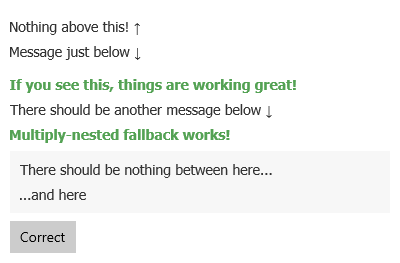 Nothing above this! ↑
Message just below ↓
If you see this, things are working great!
There should be another message below ↓
Multiply-nested fallback works!
There should be nothing between here...
...and here
Correct